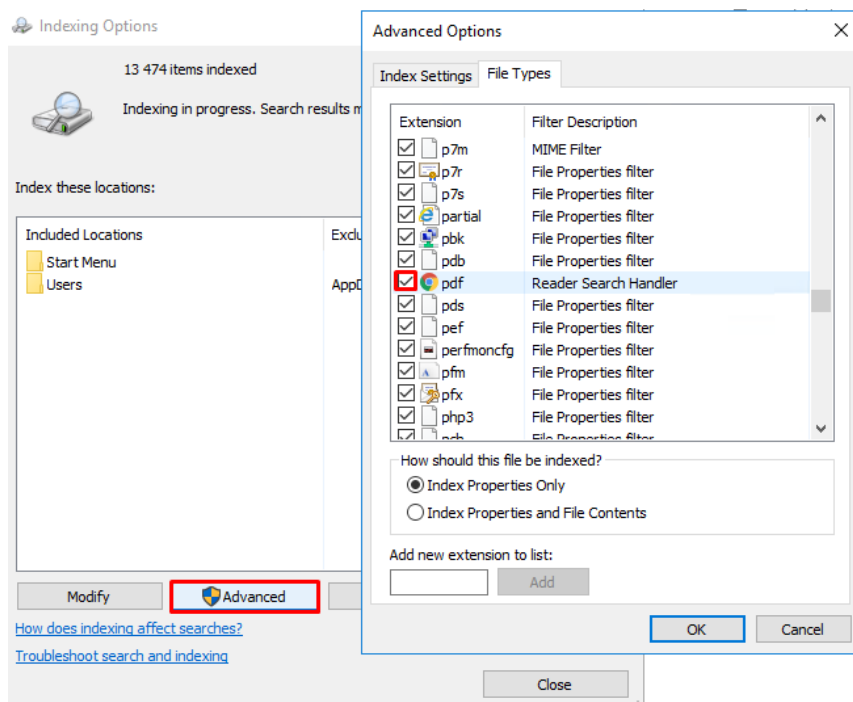 Indexing Options
13 474 items indexed
Indexing in progress. Search results m
Index these locations:
Included Locations Exclu
Start Menu
Users AppD
Modify Advanced
How does indexing affect searches?
Troubleshoot search and indexing
Close
Advanced Options
Index Settings File Types
Extension Filter Description
p7m MIME Filter
p7r File Properties filter
p7s File Properties filter
partial File Properties filter
pbk File Properties filter
pdb File Properties filter
pdf Reader Search Handler
pds File Properties filter
pef File Properties filter
perfmoncfg File Properties filter
pfm File Properties filter
pfx File Properties filter
php3 File Properties filter
File Properties filter
How should this file be indexed?
Index Properties Only
Index Properties and File Contents
Add new extension to list:
Add
OK Cancel